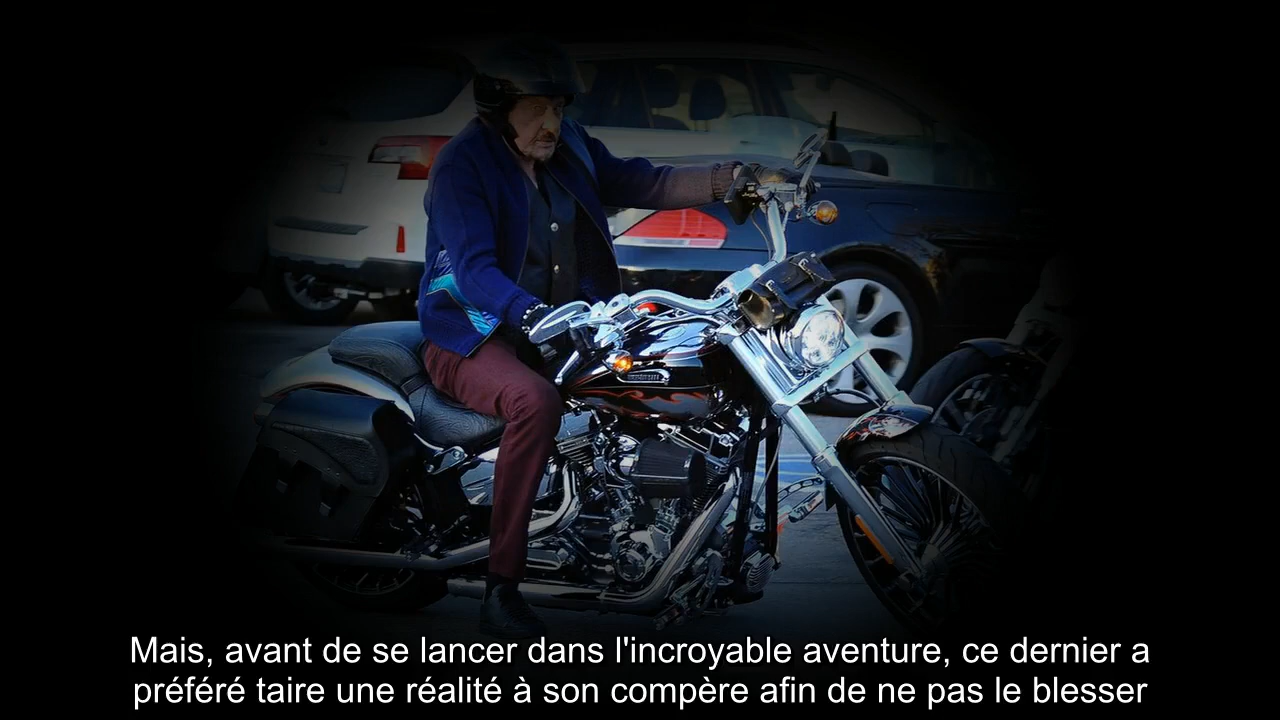 Mais, avant de se lancer dans l'incroyable aventure, ce dernier a
préféré taire une réalité à son compère afin de ne pas le blesser